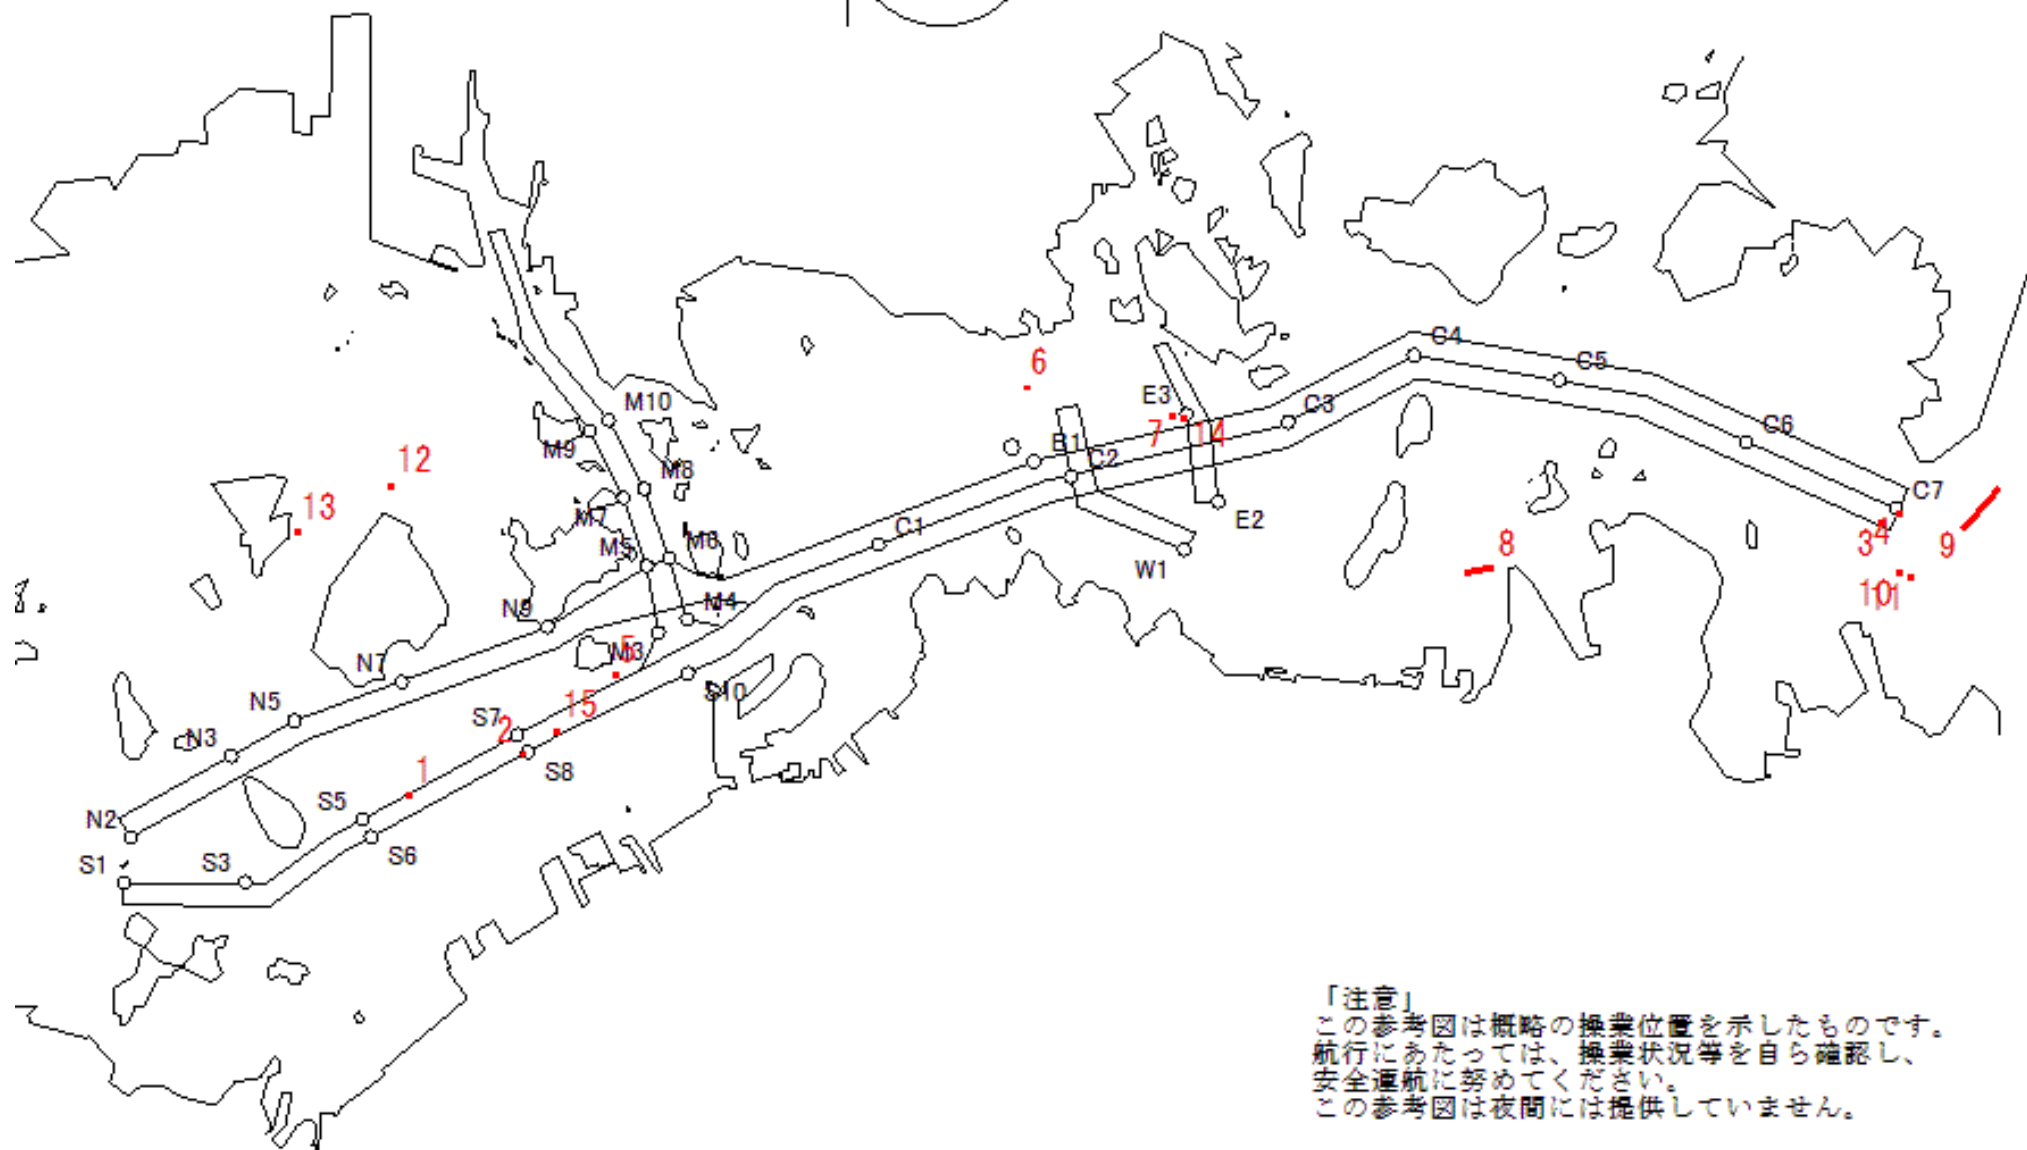 C4
6
C5
E3
M10
C3
7
14
C6
B1
M9
12
C2
M8
C7
13
E2
M7
C1
3
4
9
M5
M6
8
W1
10
11
N9
M4
5
M3
N7
S10
N5
15
S7
N3
2
S8
1
S5
N2
S6
S1
S3
「注意」
この参考図は概略の操業位置を示したものです。
航行にあたっては、操業状況等を自ら確認し、
安全運航に努めてください。
この参考図は夜間には提供していません。